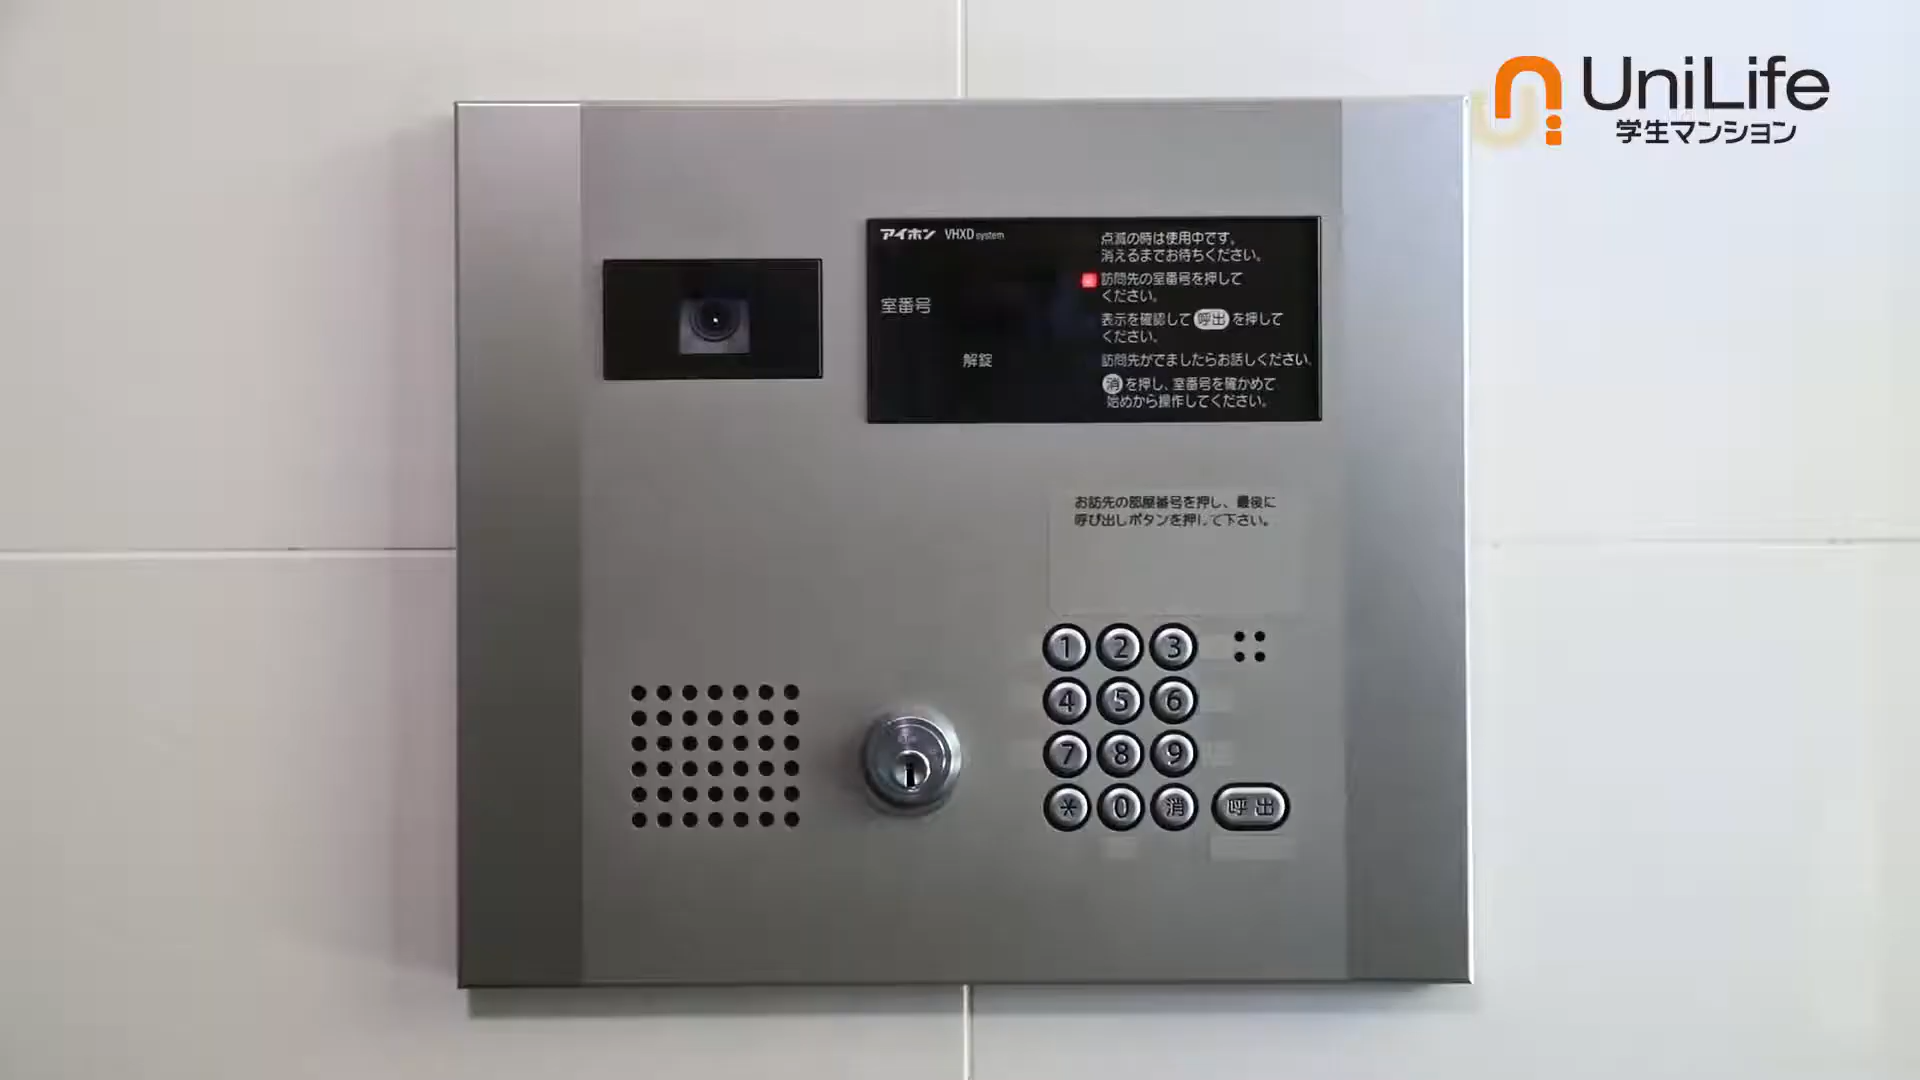 UniLife
学生マンション
アイホン VHXD system
点滅の時は使用中です。
消えるまでお待ちください。
訪問先の室番号を押して
ください。
室番号
表示を確認して 呼出 を押して
ください。
解錠
訪問先がでましたらお話しください。
消 を押し、室番号を確かめて
始めから操作してください。
お訪先の部屋番号を押し、最後に
呼び出しボタンを押して下さい。
1 2 3
4 5 6
7 8 9
* 0 消 呼出